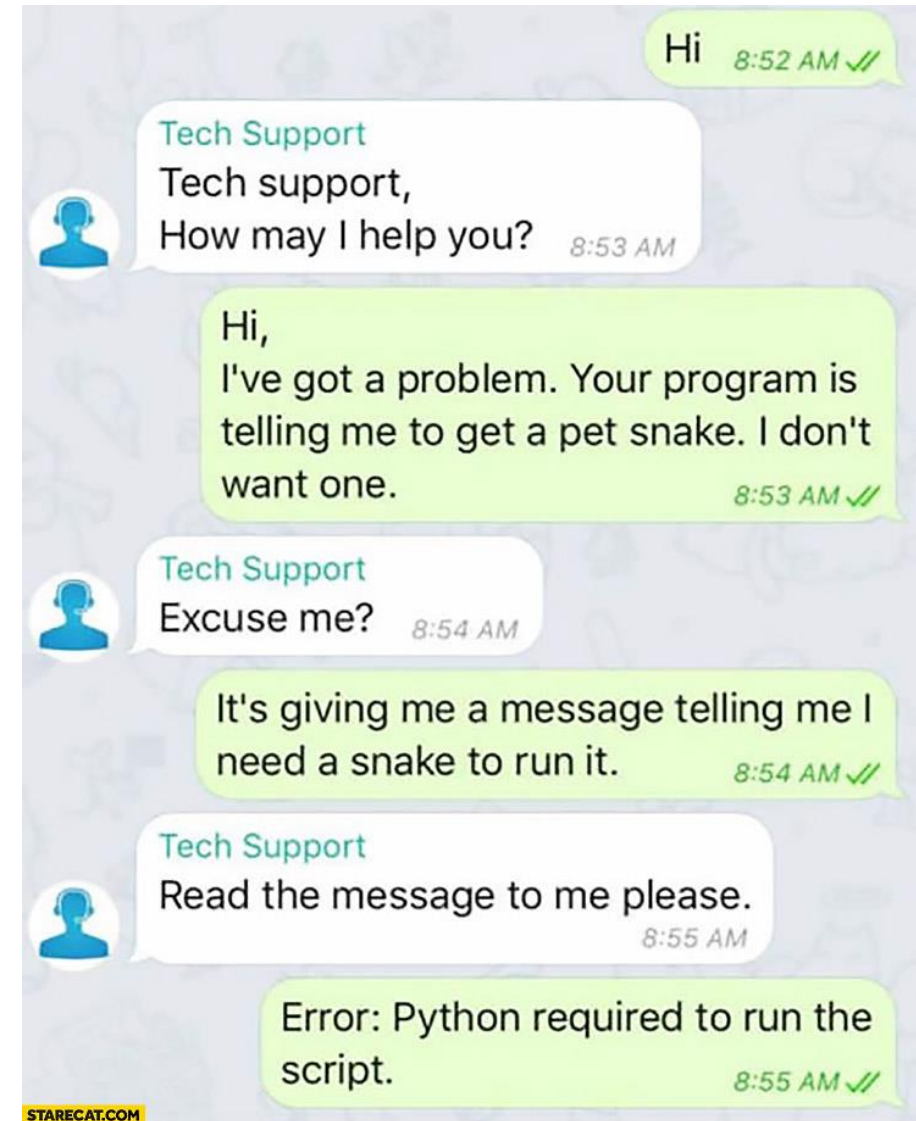 Hi 8:52 AM
Tech Support
Tech support,
How may I help you? 8:53 AM
Hi,
I've got a problem. Your program is
telling me to get a pet snake. I don't
want one. 8:53 AM
Tech Support
Excuse me? 8:54 AM
It's giving me a message telling me I
need a snake to run it. 8:54 AM
Tech Support
Read the message to me please.
8:55 AM
Error: Python required to run the
script. 8:55 AM
STARECAT.COM